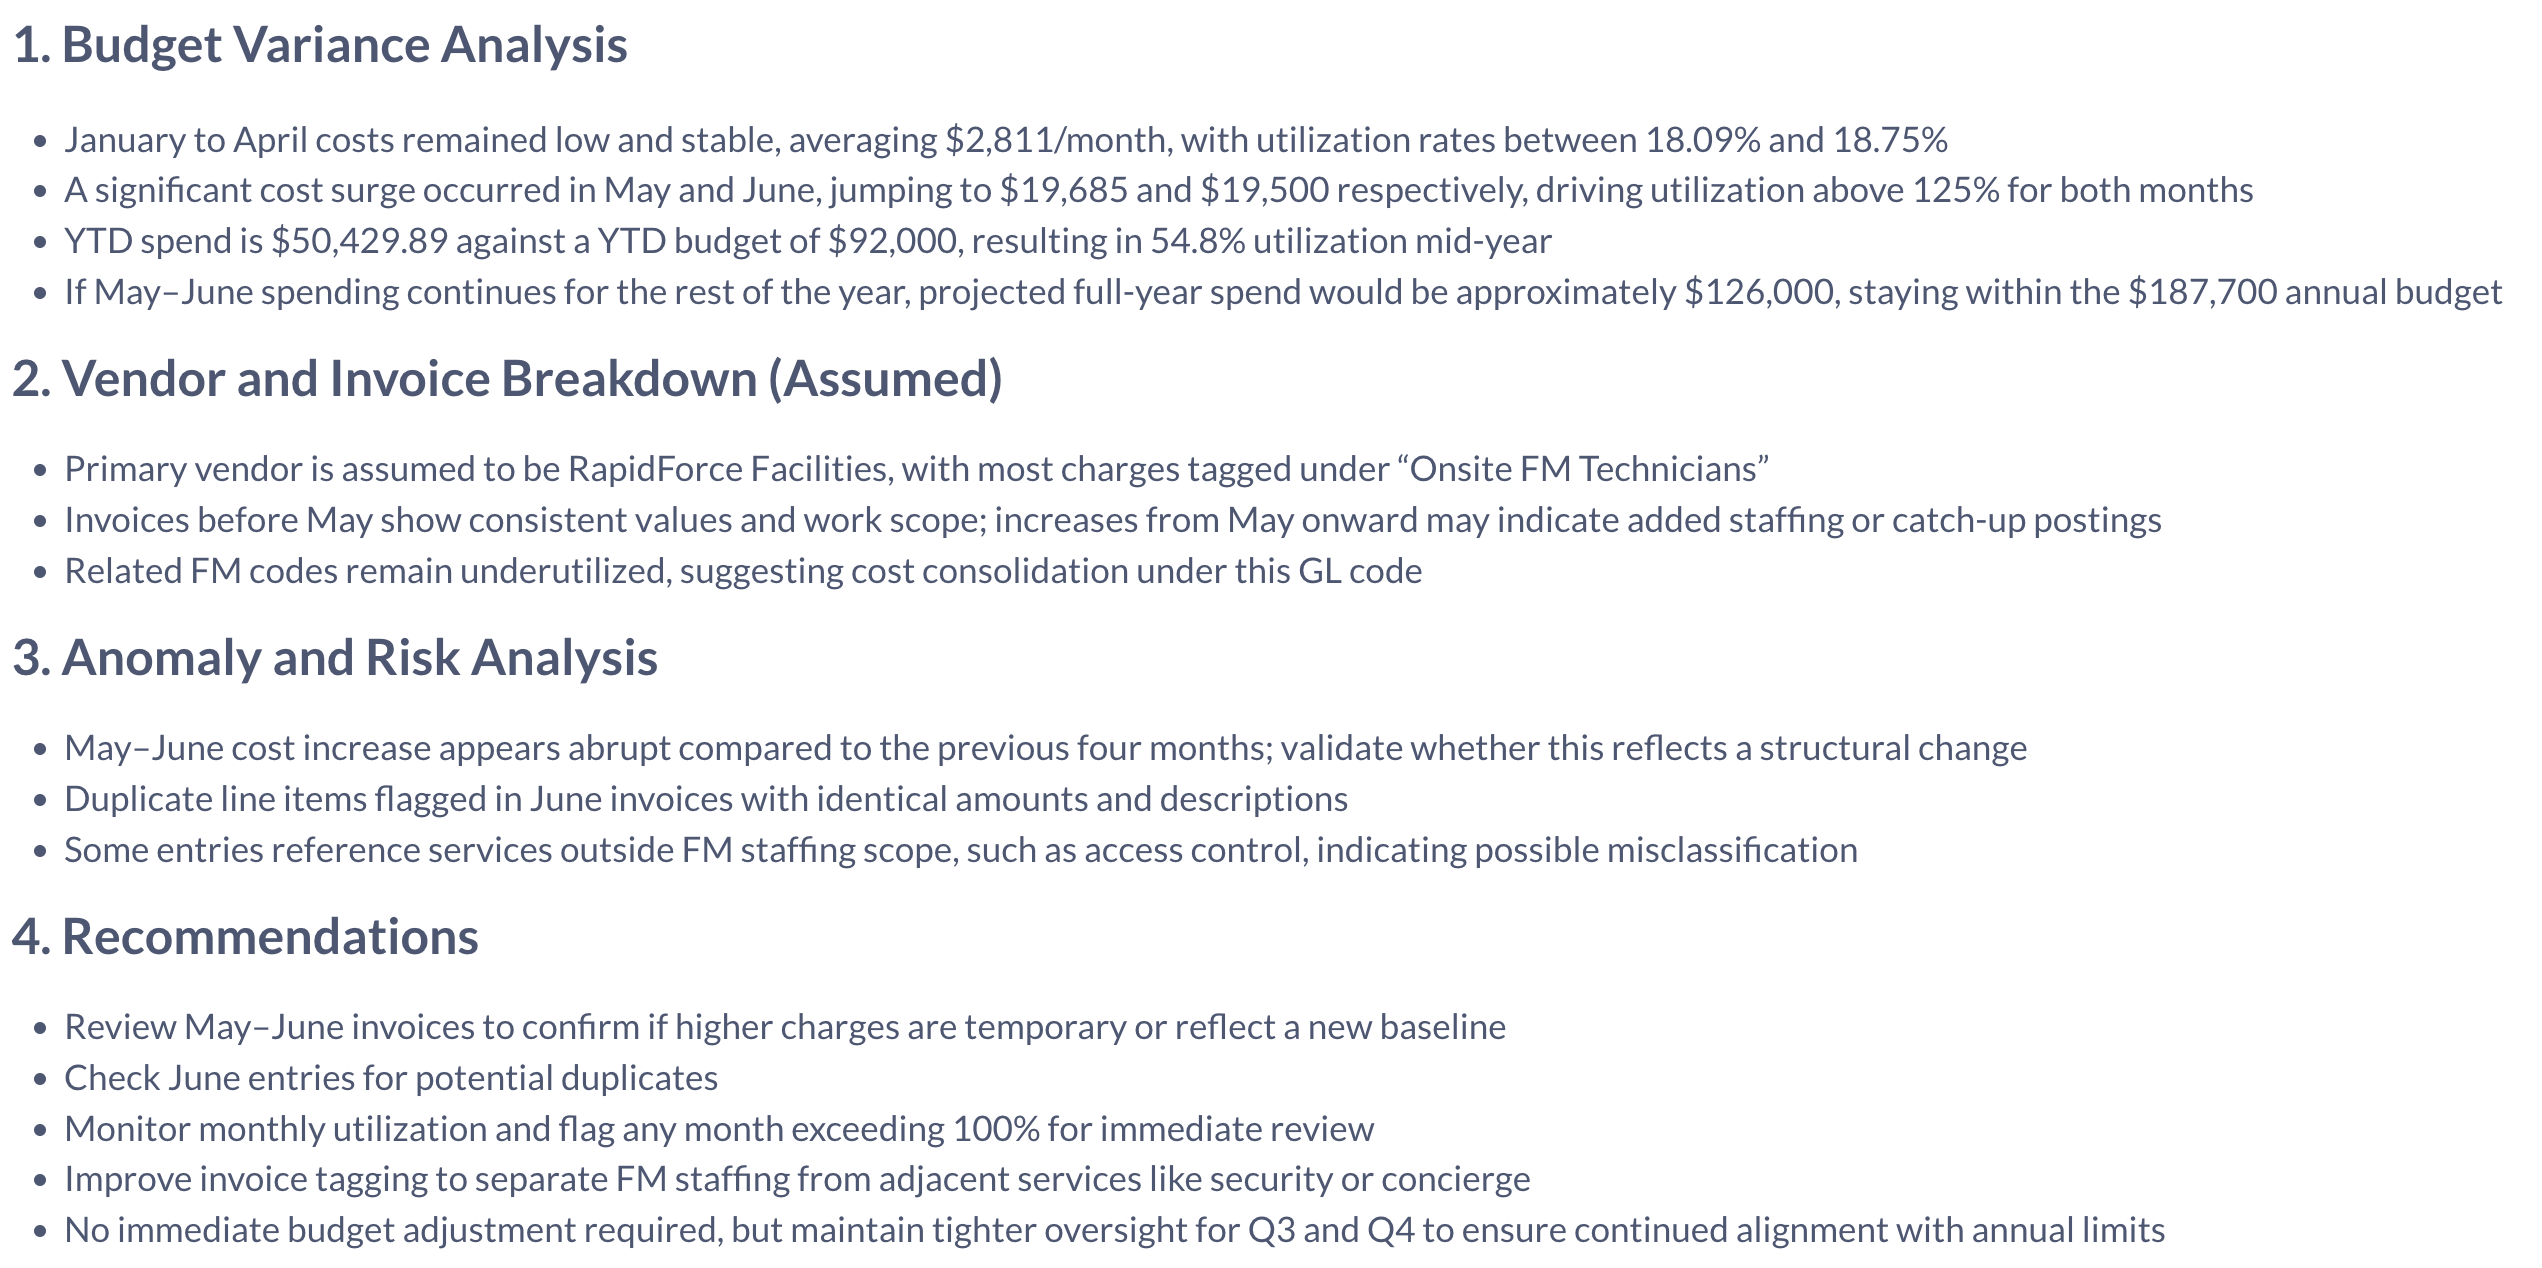 1. Budget Variance Analysis
• January to April costs remained low and stable, averaging $2,811/month, with utilization rates between 18.09% and 18.75%
• A significant cost surge occurred in May and June, jumping to $19,685 and $19,500 respectively, driving utilization above 125% for both months
• YTD spend is $50,429.89 against a YTD budget of $92,000, resulting in 54.8% utilization mid-year
• If May–June spending continues for the rest of the year, projected full-year spend would be approximately $126,000, staying within the $187,700 annual budget
2. Vendor and Invoice Breakdown (Assumed)
• Primary vendor is assumed to be RapidForce Facilities, with most charges tagged under “Onsite FM Technicians”
• Invoices before May show consistent values and work scope; increases from May onward may indicate added staffing or catch-up postings
• Related FM codes remain underutilized, suggesting cost consolidation under this GL code
3. Anomaly and Risk Analysis
• May–June cost increase appears abrupt compared to the previous four months; validate whether this reflects a structural change
• Duplicate line items flagged in June invoices with identical amounts and descriptions
• Some entries reference services outside FM staffing scope, such as access control, indicating possible misclassification
4. Recommendations
• Review May–June invoices to confirm if higher charges are temporary or reflect a new baseline
• Check June entries for potential duplicates
• Monitor monthly utilization and flag any month exceeding 100% for immediate review
• Improve invoice tagging to separate FM staffing from adjacent services like security or concierge
• No immediate budget adjustment required, but maintain tighter oversight for Q3 and Q4 to ensure continued alignment with annual limits